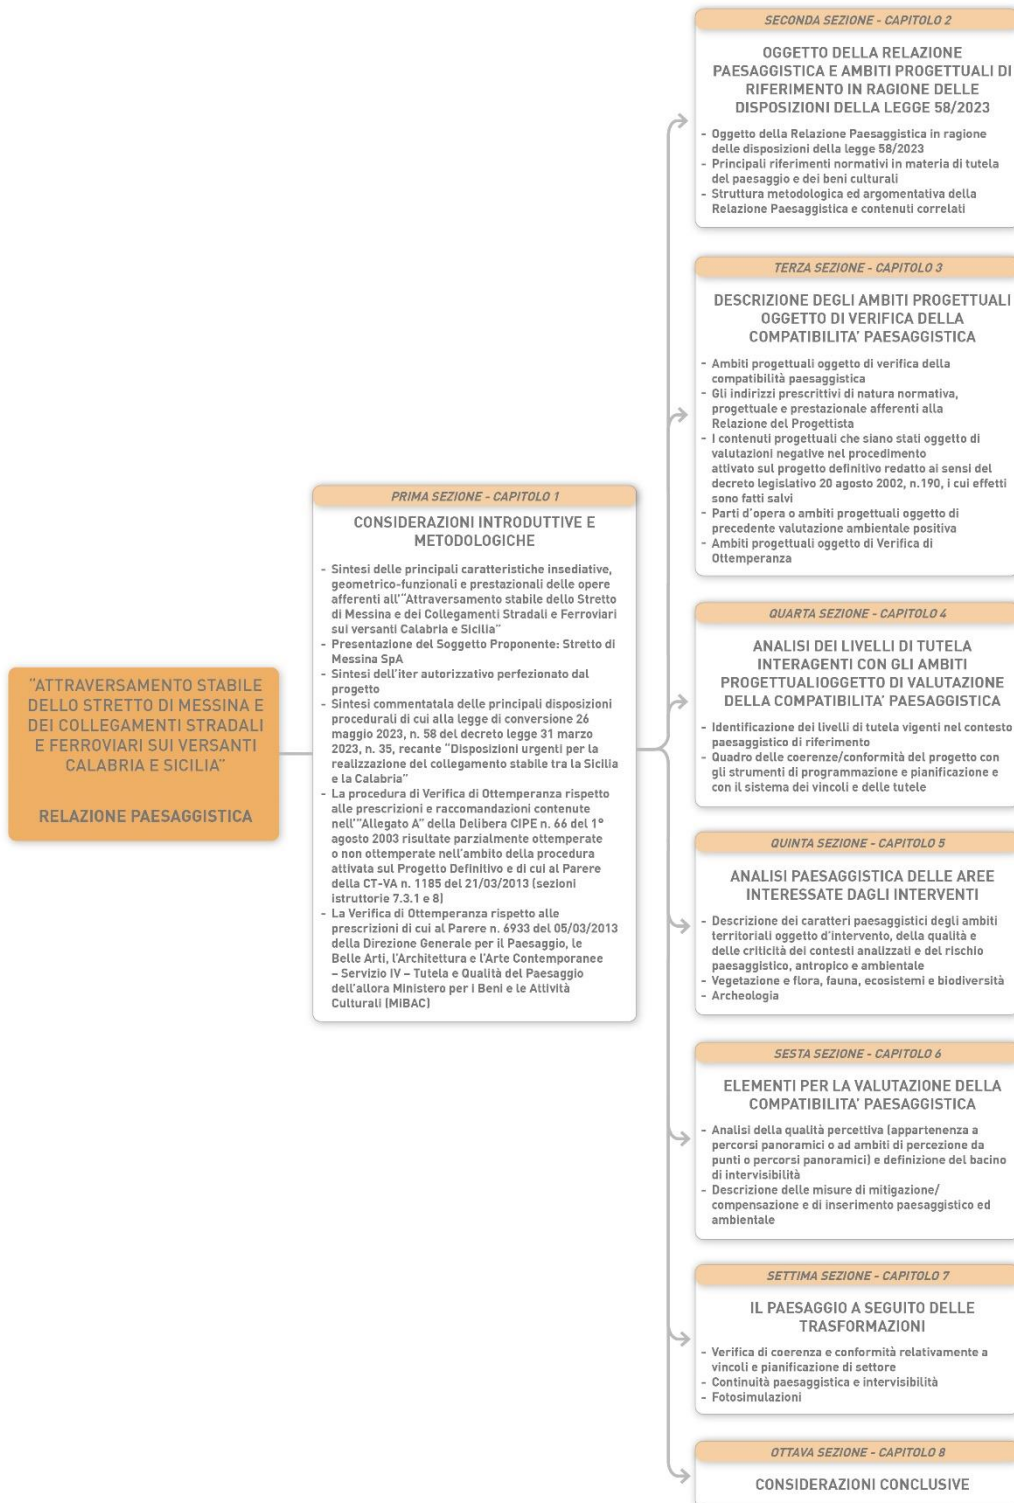 "ATTRAVERSAMENTO STABILE
DELLO STRETTO DI MESSINA E
DEI COLLEGAMENTI STRADALI
E FERROVIARI SUI VERSANTI
CALABRIA E SICILIA"
RELAZIONE PAESAGGISTICA
PRIMA SEZIONE - CAPITOLO 1
CONSIDERAZIONI INTRODUTTIVE E
METODOLOGICHE
- Sintesi delle principali caratteristiche insediative,
geometrico-funzionali e prestazionali delle opere
afferenti all'"Attraversamento stabile dello Stretto
di Messina e dei Collegamenti Stradali e Ferroviari
sui versanti Calabria e Sicilia"
- Presentazione del Soggetto Proponente: Stretto di
Messina SpA
- Sintesi dell'iter autorizzativo perfezionato dal
progetto
- Sintesi commentatala delle principali disposizioni
procedurali di cui alla legge di conversione 26
maggio 2023, n. 58 del decreto legge 31 marzo
2023, n. 35, recante "Disposizioni urgenti per la
realizzazione del collegamento stabile tra la Sicilia
e la Calabria"
- La procedura di Verifica di Ottemperanza rispetto
alle prescrizioni e raccomandazioni contenute
nell'"Allegato A" della Delibera CIPE n. 66 del 1°
agosto 2003 risultate parzialmente ottemperate
o non ottemperate nell'ambito della procedura
attivata sul Progetto Definitivo e di cui al Parere
della CT-VA n. 1185 del 21/03/2013 (sezioni
istruttorie 7.3.1 e 8)
- La Verifica di Ottemperanza rispetto alle
prescrizioni di cui al Parere n. 6933 del 05/03/2013
della Direzione Generale per il Paesaggio, le
Belle Arti, l'Architettura e l'Arte Contemporanee
– Servizio IV – Tutela e Qualità del Paesaggio
dell'allora Ministero per i Beni e le Attività
Culturali (MiBAC)
SECONDA SEZIONE - CAPITOLO 2
OGGETTO DELLA RELAZIONE
PAESAGGISTICA E AMBITI PROGETTUALI DI
RIFERIMENTO IN RAGIONE DELLE
DISPOSIZIONI DELLA LEGGE 58/2023
- Oggetto della Relazione Paesaggistica in ragione
delle disposizioni della legge 58/2023
- Principali riferimenti normativi in materia di tutela
del paesaggio e dei beni culturali
- Struttura metodologica ed argomentativa della
Relazione Paesaggistica e contenuti correlati
TERZA SEZIONE - CAPITOLO 3
DESCRIZIONE DEGLI AMBITI PROGETTUALI
OGGETTO DI VERIFICA DELLA
COMPATIBILITA' PAESAGGISTICA
- Ambiti progettuali oggetto di verifica della
compatibilità paesaggistica
- Gli indirizzi prescrittivi di natura normativa,
progettuale e prestazionale afferenti alla
Relazione del Progettista
- I contenuti progettuali che siano stati oggetto di
valutazioni negative nel procedimento
attivato sul progetto definitivo redatto ai sensi del
decreto legislativo 20 agosto 2002, n.190, i cui effetti
sono fatti salvi
- Parti d'opera o ambiti progettuali oggetto di
precedente valutazione ambientale positiva
- Ambiti progettuali oggetto di Verifica di
Ottemperanza
QUARTA SEZIONE - CAPITOLO 4
ANALISI DEI LIVELLI DI TUTELA
INTERAGENTI CON GLI AMBITI
PROGETTUALIOGGETTO DI VALUTAZIONE
DELLA COMPATIBILITA' PAESAGGISTICA
- Identificazione dei livelli di tutela vigenti nel contesto
paesaggistico di riferimento
- Quadro delle coerenze/conformità del progetto con
gli strumenti di programmazione e pianificazione e
con il sistema dei vincoli e delle tutele
QUINTA SEZIONE - CAPITOLO 5
ANALISI PAESAGGISTICA DELLE AREE
INTERESSATE DAGLI INTERVENTI
- Descrizione dei caratteri paesaggistici degli ambiti
territoriali oggetto d'intervento, della qualità e
delle criticità dei contesti analizzati e del rischio
paesaggistico, antropico e ambientale
- Vegetazione e flora, fauna, ecosistemi e biodiversità
- Archeologia
SESTA SEZIONE - CAPITOLO 6
ELEMENTI PER LA VALUTAZIONE DELLA
COMPATIBILITA' PAESAGGISTICA
- Analisi della qualità percettiva (appartenenza a
percorsi panoramici o ad ambiti di percezione da
punti o percorsi panoramici) e definizione del bacino
di intervisibilità
- Descrizione delle misure di mitigazione/
compensazione e di inserimento paesaggistico ed
ambientale
SETTIMA SEZIONE - CAPITOLO 7
IL PAESAGGIO A SEGUITO DELLE
TRASFORMAZIONI
- Verifica di coerenza e conformità relativamente a
vincoli e pianificazione di settore
- Continuità paesaggistica e intervisibilità
- Fotosimulazioni
OTTAVA SEZIONE - CAPITOLO 8
CONSIDERAZIONI CONCLUSIVE